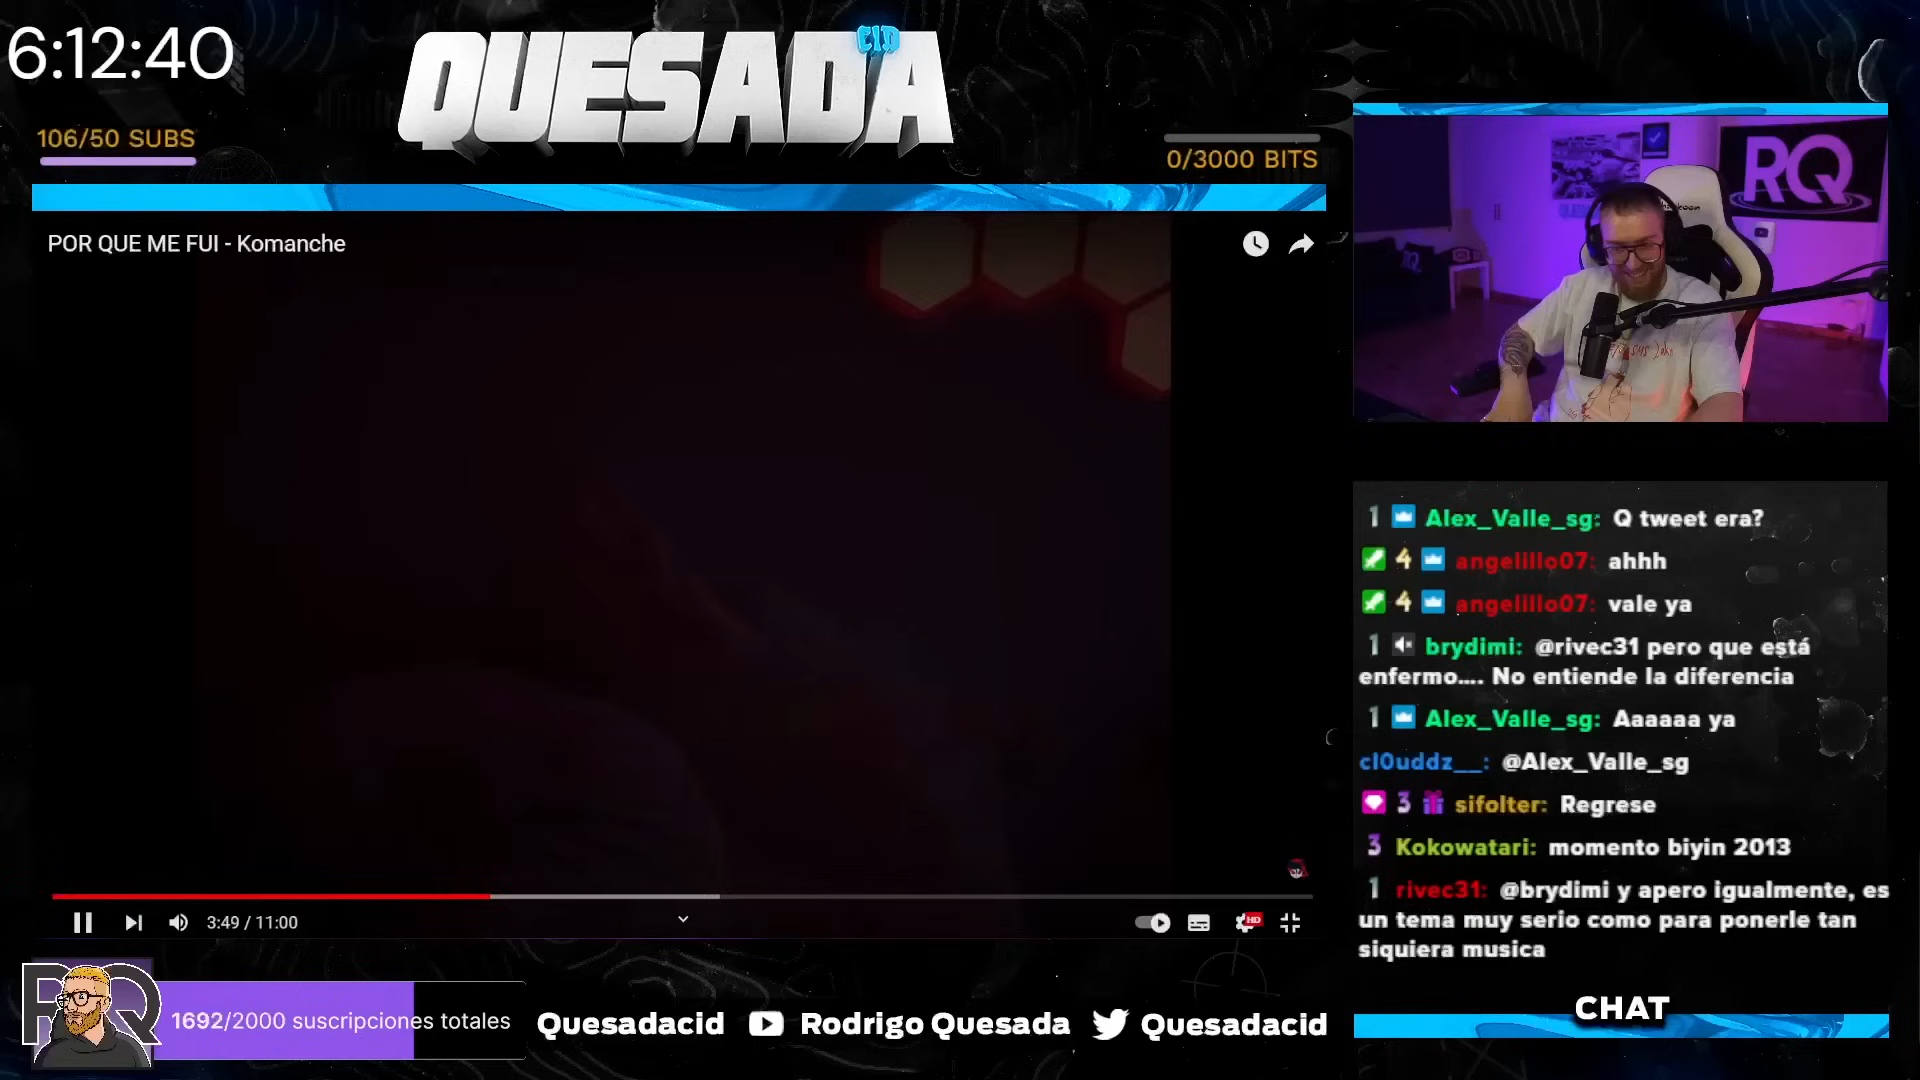 6:12:40
QUESADA
CID
106/50 SUBS
0/3000 BITS
POR QUE ME FUI - Komanche
RQ
1 Alex_Valle_sg: Q tweet era?
4 angelillo07: ahhh
4 angelillo07: vale ya
1 brydimi: @rivec31 pero que está
enfermo.... No entiende la diferencia
1 Alex_Valle_sg: Aaaaaa ya
cl0uddz__: @Alex_Valle_sg
3 sifolter: Regrese
3 Kokowatari: momento biyin 2013
1 rivec31: @brydimi y apero igualmente, es
un tema muy serio como para ponerle tan
siquiera musica
3:49 / 11:00
HD
RQ
1692/2000 suscripciones totales
Quesadacid
Rodrigo Quesada
Quesadacid
CHAT